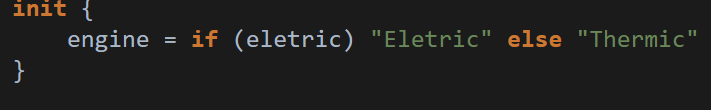 init {
    engine = if (eletric) "Eletric" else "Thermic"
}